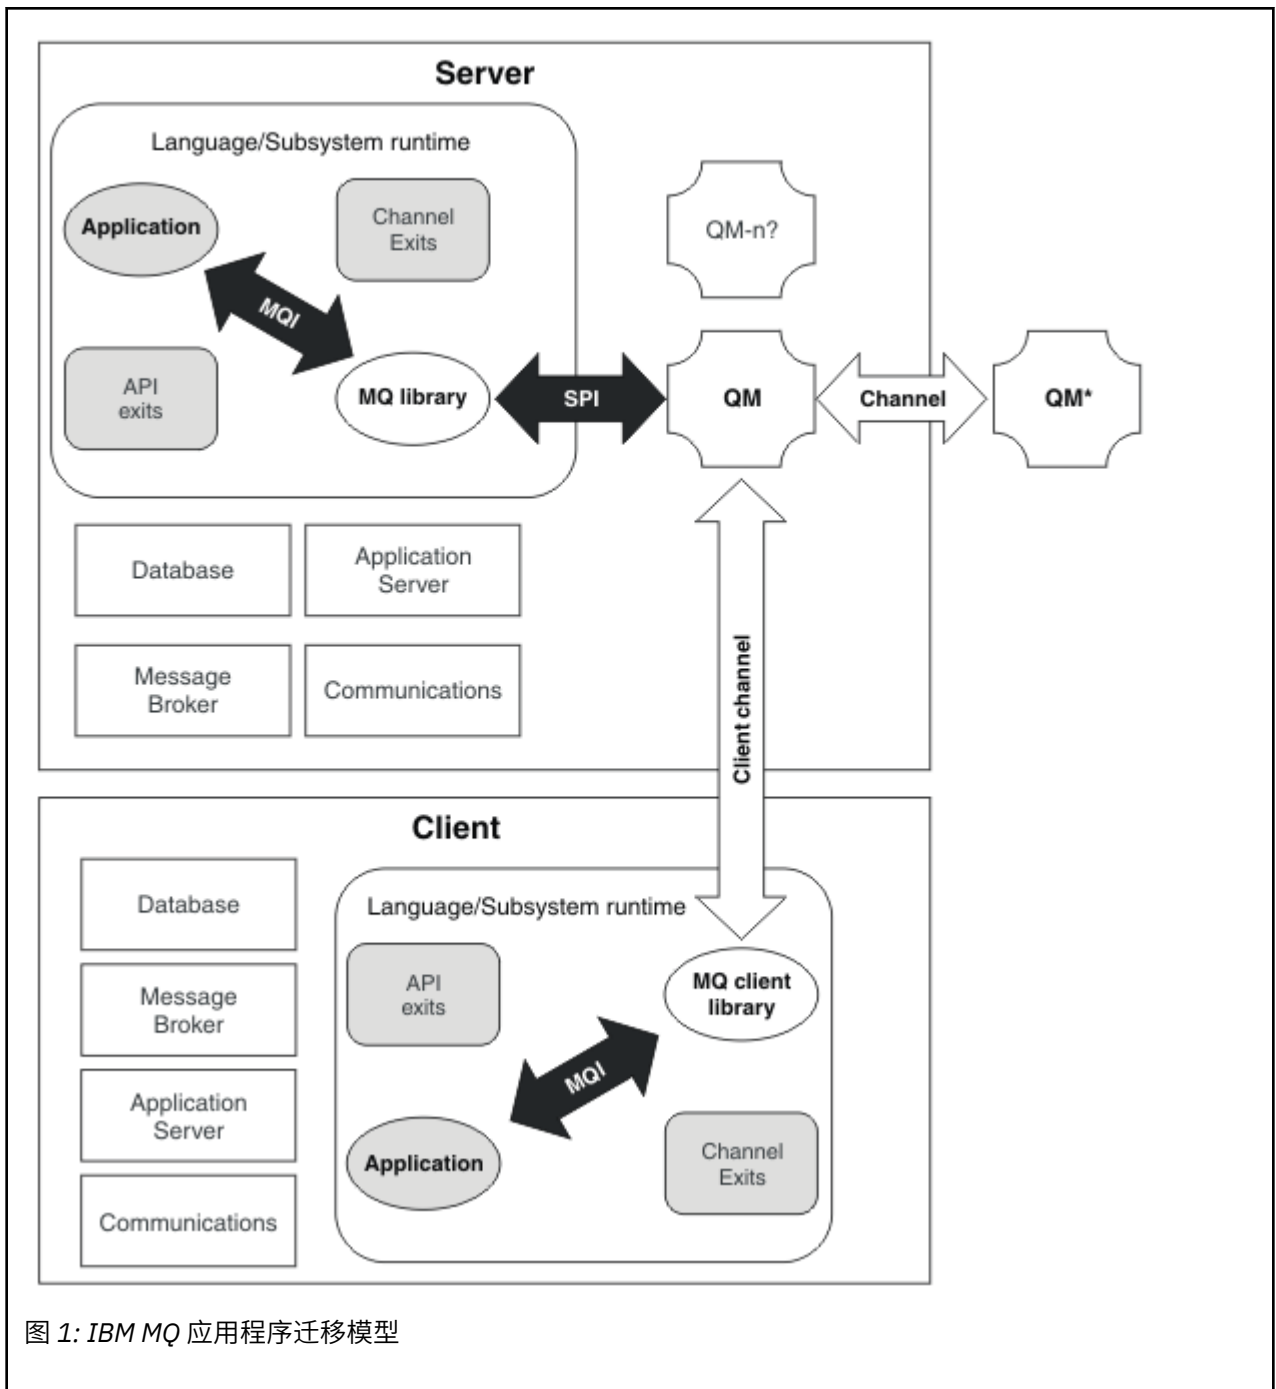 Server
Language/Subsystem runtime
Application
Channel
Exits
QM-n?
MQI
API
exits
MQ library
SPI
QM
Channel
QM*
Database
Application
Server
Message
Broker
Communications
Client channel
Client
Database
Language/Subsystem runtime
API
exits
MQ client
library
Message
Broker
MQI
Application
Server
Application
Channel
Exits
Communications
图 1: IBM MQ 应用程序迁移模型